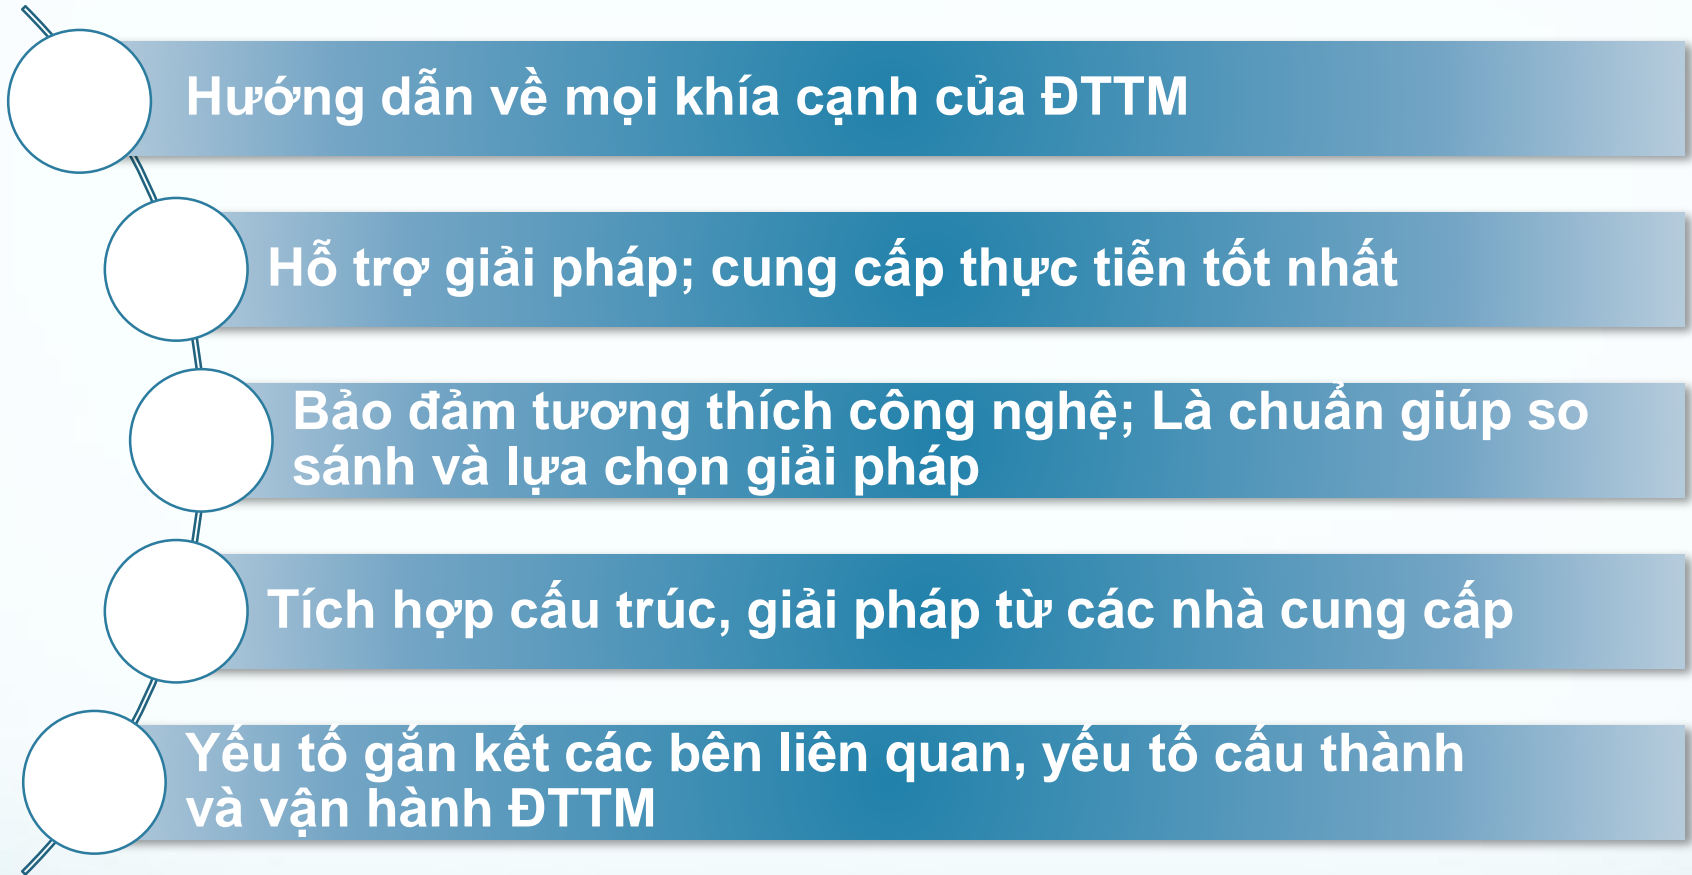 Hướng dẫn về mọi khía cạnh của ĐTTM
Hỗ trợ giải pháp; cung cấp thực tiễn tốt nhất
Bảo đảm tương thích công nghệ; Là chuẩn giúp so
sánh và lựa chọn giải pháp
Tích hợp cấu trúc, giải pháp từ các nhà cung cấp
Yếu tố gắn kết các bên liên quan, yếu tố cấu thành
và vận hành ĐTTM